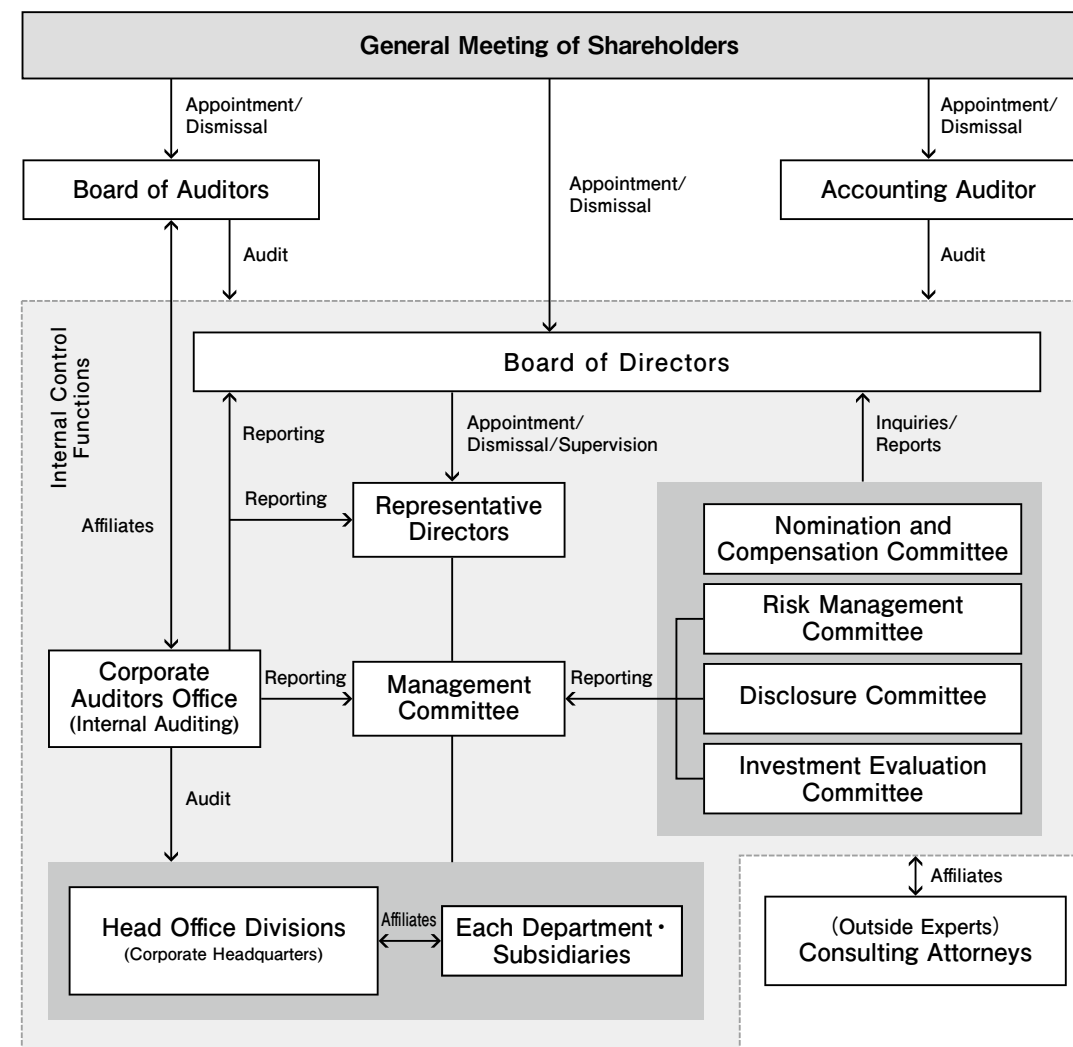 General Meeting of Shareholders
Appointment/
Dismissal
Appointment/
Dismissal
Appointment/
Dismissal
Board of Auditors
Accounting Auditor
Audit
Audit
Internal Control
Functions
Board of Directors
Reporting
Appointment/
Dismissal/Supervision
Inquiries/
Reports
Affiliates
Reporting
Representative
Directors
Nomination and
Compensation Committee
Risk Management
Committee
Corporate
Auditors Office
(Internal Auditing)
Reporting
Management
Committee
Reporting
Disclosure Committee
Investment Evaluation
Committee
Audit
Head Office Divisions
(Corporate Headquarters)
Affiliates
Each Department・
Subsidiaries
Affiliates
(Outside Experts)
Consulting Attorneys